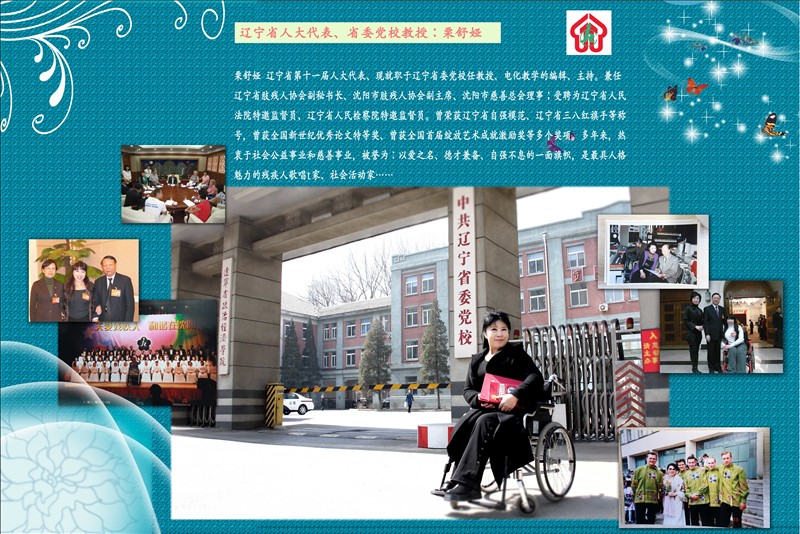 辽宁省人大代表、省委党校教授：栗舒娅
栗舒娅 辽宁省第十一届人大代表、现就职于辽宁省委党校任教授、电化教学的编辑、主持。兼任
辽宁省肢残人协会副秘书长、沈阳市肢残人协会副主席、沈阳市慈善总会理事；受聘为辽宁省人民
法院特邀监督员、辽宁省人民检察院特邀监督员。曾荣获辽宁省自强模范、辽宁省三八红旗手等称
号，曾获全国新世纪优秀论文特等奖、曾获全国首届绽放艺术成就激励奖等多个奖项。多年来，热
衷于社会公益事业和慈善事业，被誉为：以爱之名、德才兼备、自强不息的一面旗帜，是最具人格
魅力的残疾人歌唱t家、社会活动家……
中共辽宁省委党校